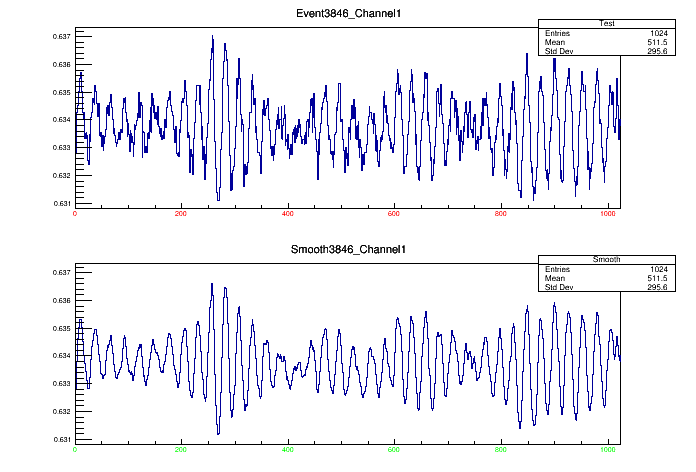 Event3846_Channel1
Test
Entries 1024
Mean 511.5
Std Dev 295.6
0.637
0.636
0.635
0.634
0.633
0.632
0.631
0 200 400 600 800 1000
Smooth3846_Channel1
Smooth
Entries 1024
Mean 511.5
Std Dev 295.6
0.637
0.636
0.635
0.634
0.633
0.632
0.631
0 200 400 600 800 1000